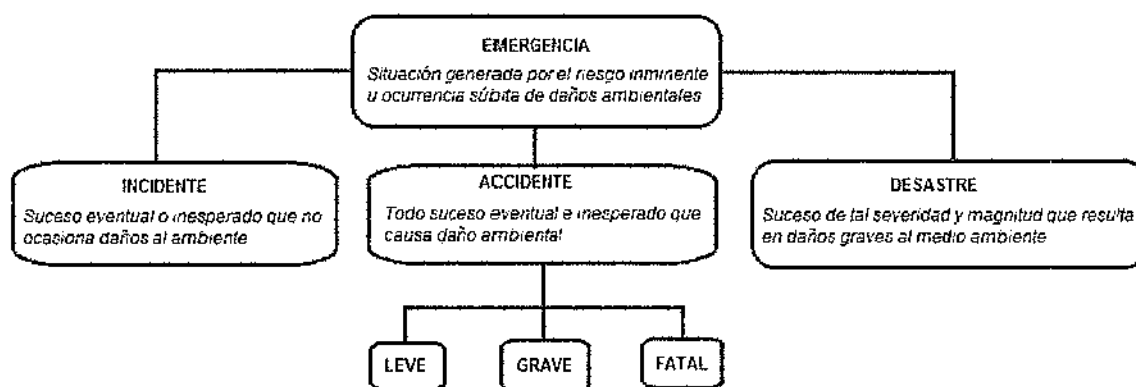 EMERGENCIA
Situación generada por el riesgo inminente
u ocurrencia súbita de daños ambientales
INCIDENTE
Suceso eventual o inesperado que no
ocasiona daños al ambiente
ACCIDENTE
Todo suceso eventual e inesperado que
causa daño ambiental
DESASTRE
Suceso de tal severidad y magnitud que resulta
en daños graves al medio ambiente
LEVE
GRAVE
FATAL